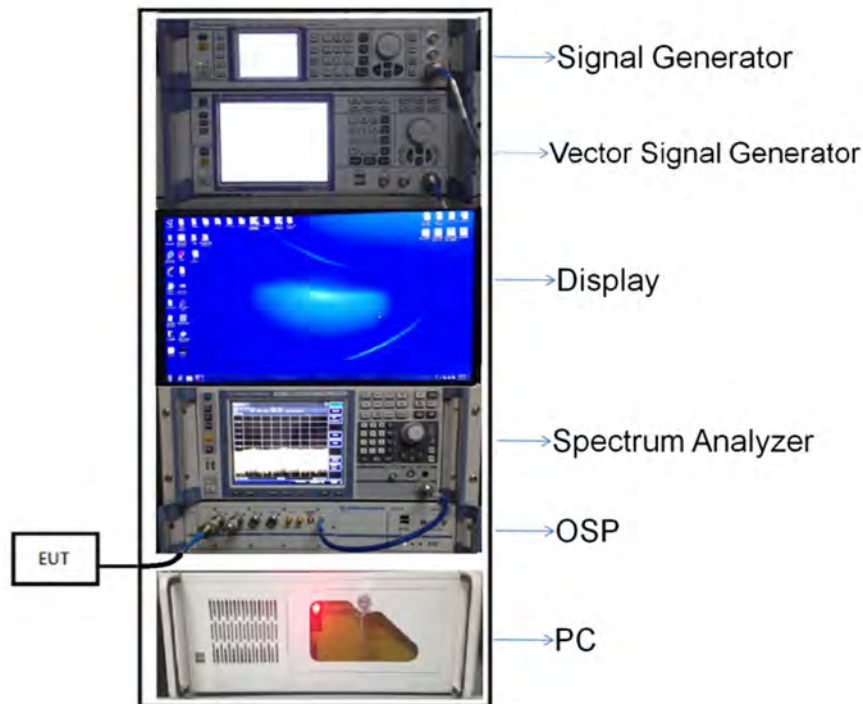 Signal Generator
Vector Signal Generator
Display
Spectrum Analyzer
OSP
EUT
PC